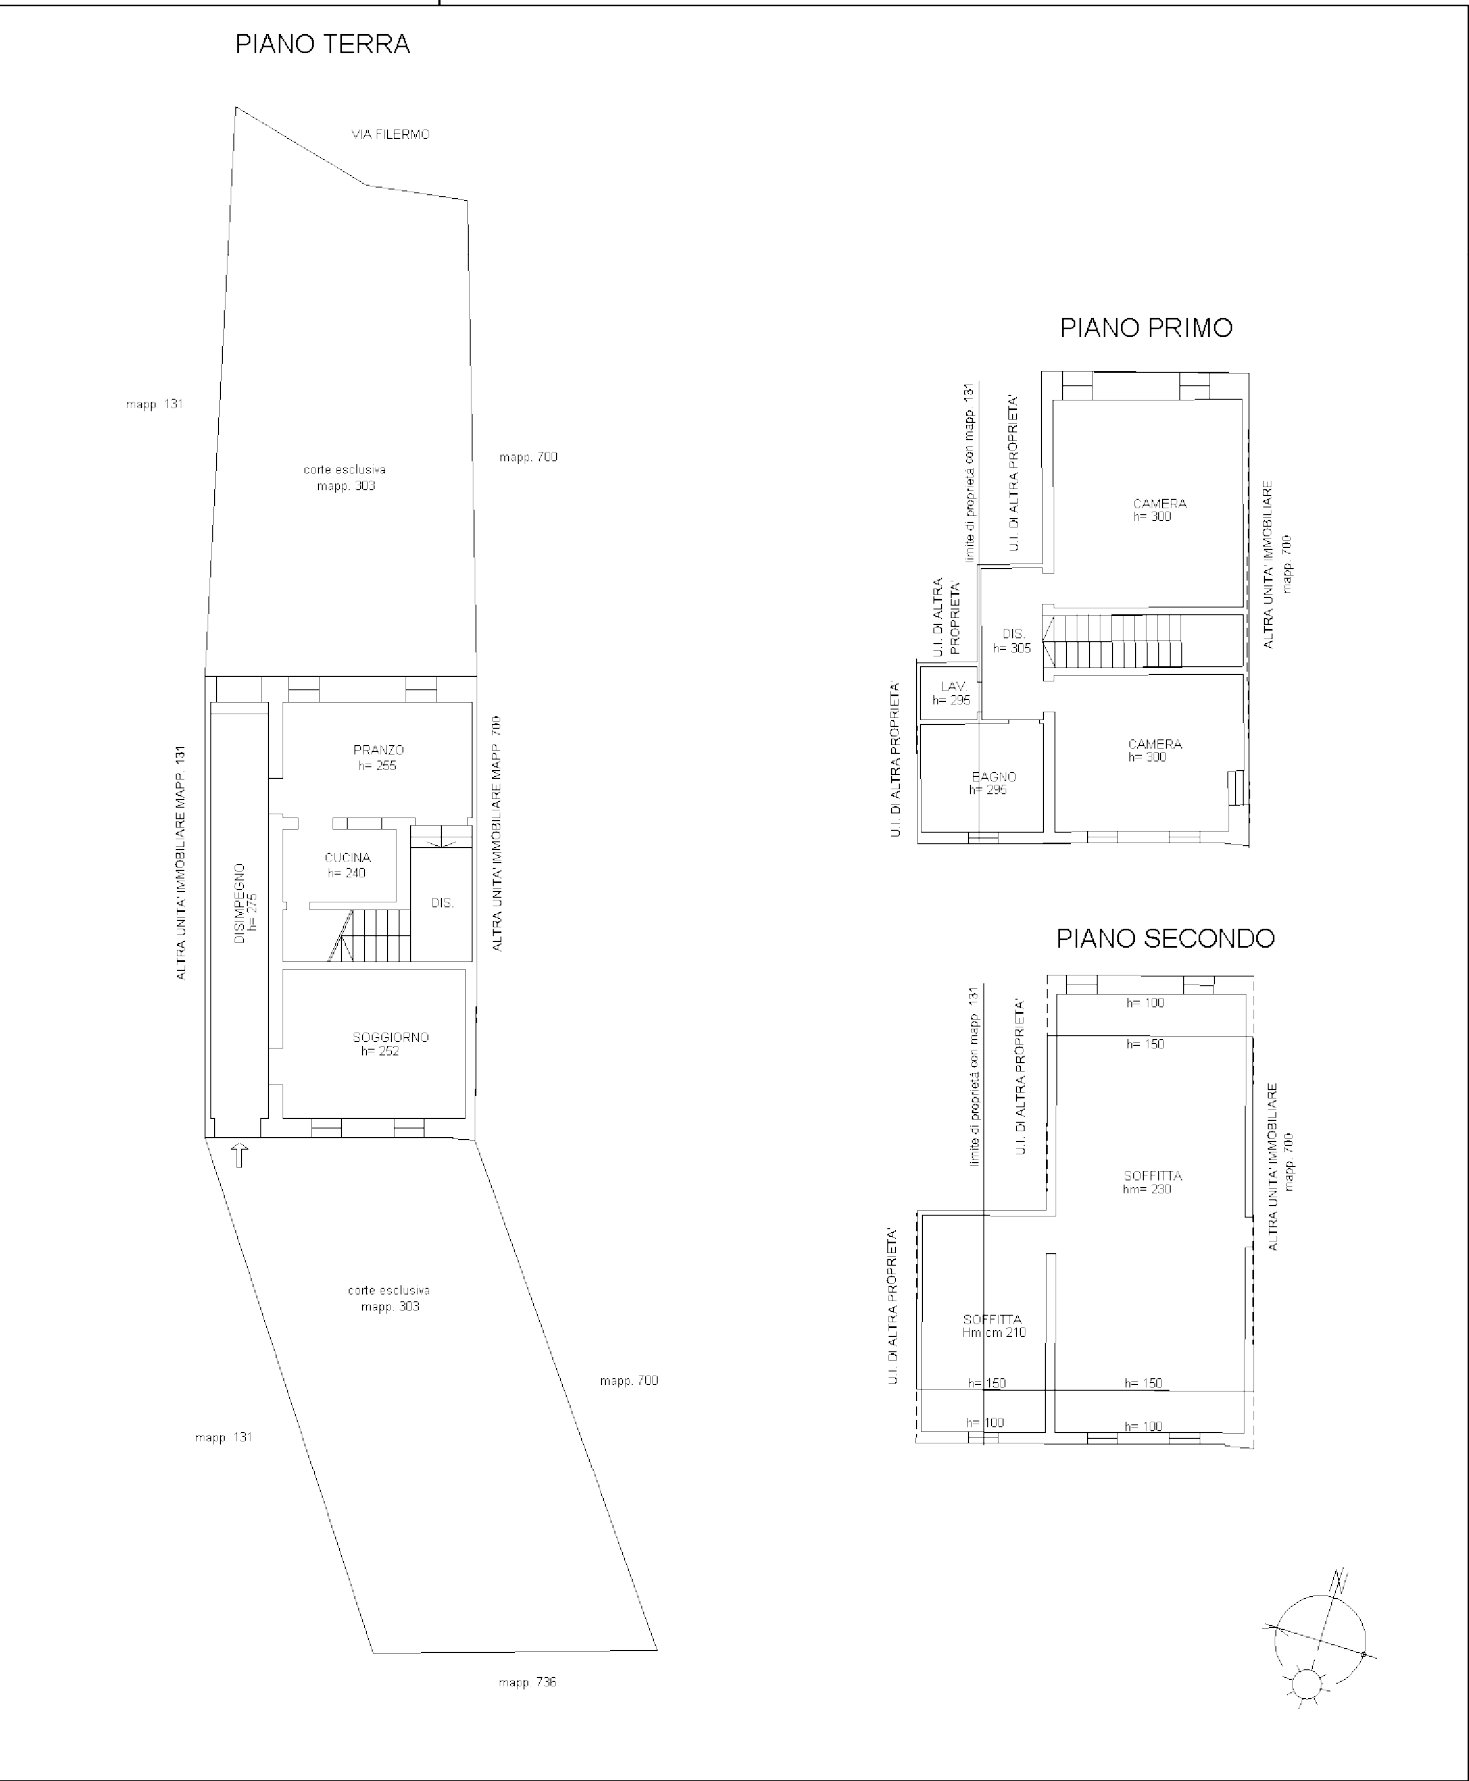 PIANO TERRA
VIA FILERMO
mapp. 131
mapp. 700
corte esclusiva
mapp. 303
ALTRA UNITA' IMMOBILIARE MAPP. 131
ALTRA UNITA' IMMOBILIARE MAPP. 700
PRANZO
h= 255
CUCINA
h= 240
DISIMPEGNO
h= 275
DIS.
SOGGIORNO
h= 252
corte esclusiva
mapp. 303
mapp. 700
mapp. 131
mapp. 736
PIANO PRIMO
limite di proprietà con mapp. 131
U.I. DI ALTRA PROPRIETA'
CAMERA
h= 300
ALTRA UNITA' IMMOBILIARE
mapp. 700
U.I. DI ALTRA
PROPRIETA'
DIS.
h= 305
LAV.
h= 295
U.I. DI ALTRA PROPRIETA'
CAMERA
h= 300
BAGNO
h= 295
PIANO SECONDO
limite di proprietà con mapp. 131
U.I. DI ALTRA PROPRIETA'
h= 100
h= 150
ALTRA UNITA' IMMOBILIARE
mapp. 700
SOFFITTA
hm= 230
U.I. DI ALTRA PROPRIETA'
SOFFITTA
Hm cm 210
h= 150
h= 150
h= 100
h= 100
N